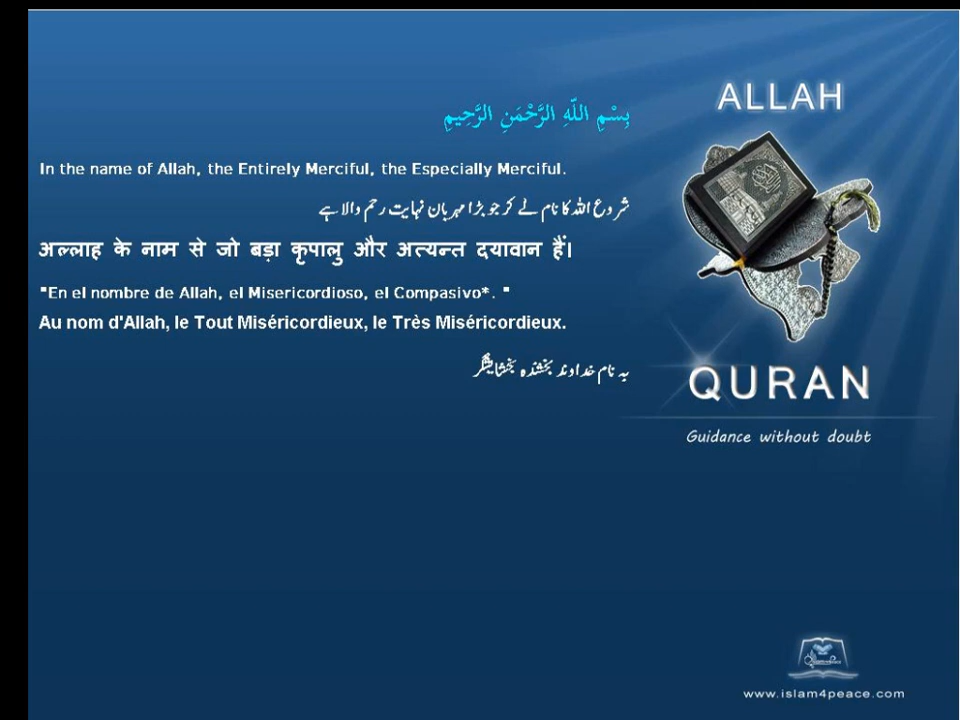 بِسْمِ اللّهِ الرَّحْمَنِ الرَّحِيمِ
In the name of Allah, the Entirely Merciful, the Especially Merciful.
شروع الله کا نام لے کر جو بڑا مہربان نہایت رحم والا ہے
अल्लाह के नाम से जो बड़ा कृपालु और अत्यन्त दयावान हैं।
"En el nombre de Allah, el Misericordioso, el Compasivo*. "
Au nom d'Allah, le Tout Miséricordieux, le Très Miséricordieux.
به نام خداوند بخشنده بخشایشگر
ALLAH
QURAN
Guidance without doubt
www.islam4peace.com